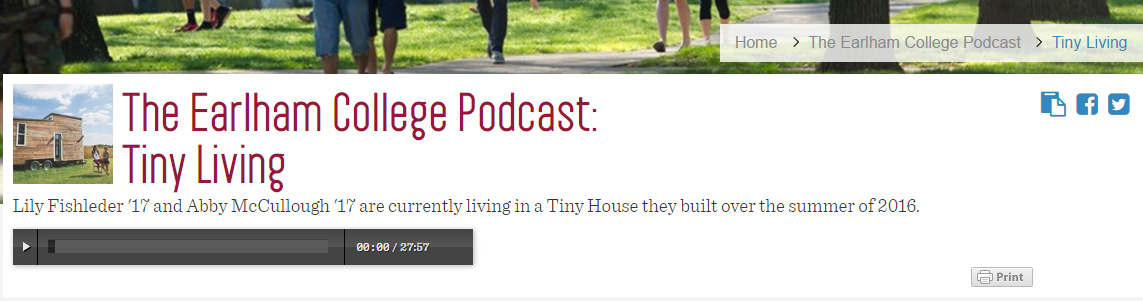 Home > The Earlham College Podcast > Tiny Living
The Earlham College Podcast:
Tiny Living
Lily Fishleder '17 and Abby McCullough '17 are currently living in a Tiny House they built over the summer of 2016.
00:00 / 27:57
Print